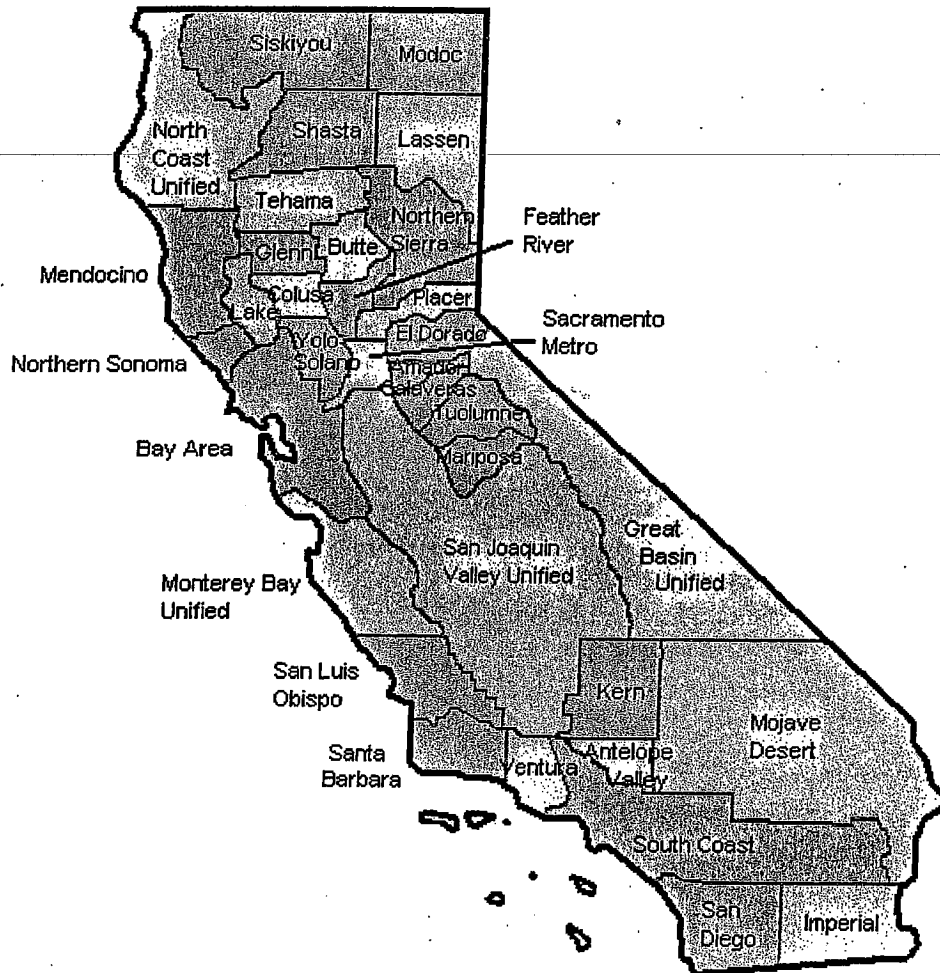 Siskiyou
Modoc
North
Coast
Unified
Shasta
Lassen
Tehama
Northern
Sierra
Feather
River
Glenn
Butte
Mendocino
Colusa
Lake
Placer
Sacramento
Metro
Yolo
Solano
El Dorado
Northern Sonoma
Amador
Calaveras
Tuolumne
Bay Area
Mariposa
Great
Basin
Unified
San Joaquin
Valley Unified
Monterey Bay
Unified
San Luis
Obispo
Kern
Mojave
Desert
Santa
Barbara
Ventura
Antelope
Valley
South Coast
San
Diego
Imperial